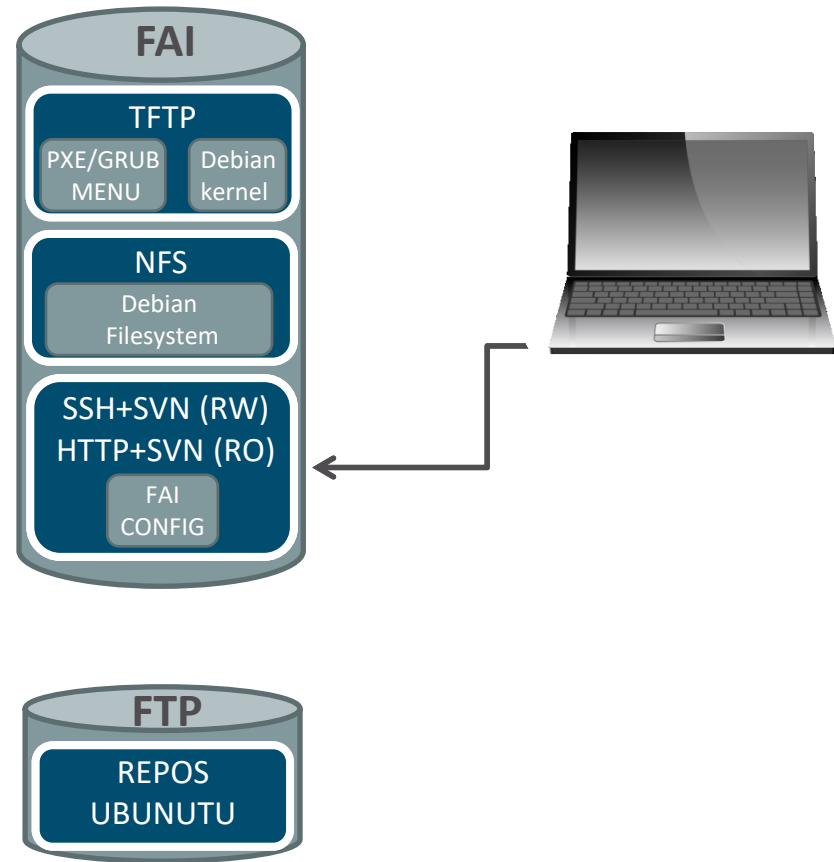 FAI
TFTP
PXE/GRUB
MENU
Debian
kernel
NFS
Debian
Filesystem
SSH+SVN (RW)
HTTP+SVN (RO)
FAI
CONFIG
FTP
REPOS
UBUNUTU